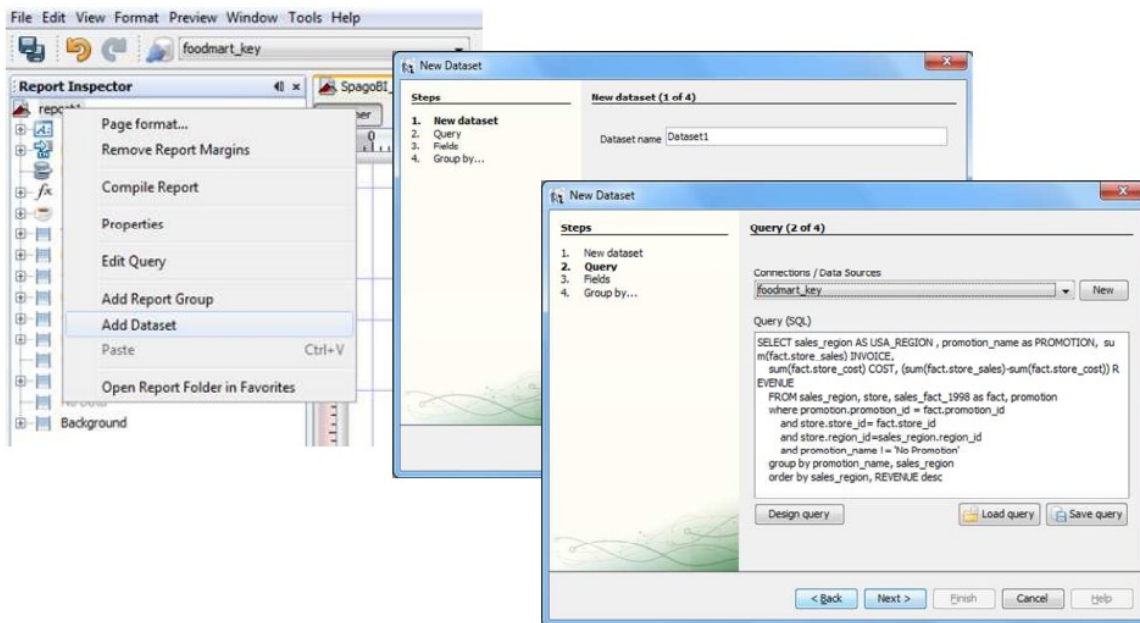 File Edit View Format Preview Window Tools Help
foodmart_key
Report Inspector
SpagoBI_
report1
Page format...
Remove Report Margins
Compile Report
Properties
Edit Query
Add Report Group
Add Dataset
Paste Ctrl+V
Open Report Folder in Favorites
Background
New Dataset
Steps
1. New dataset
2. Query
3. Fields
4. Group by...
New dataset (1 of 4)
Dataset name Dataset1
New Dataset
Steps
1. New dataset
2. Query
3. Fields
4. Group by...
Query (2 of 4)
Connections / Data Sources
foodmart_key
New
Query (SQL)
SELECT sales_region AS USA_REGION , promotion_name as PROMOTION, su
m(fact.store_sales) INVOICE,
sum(fact.store_cost) COST, (sum(fact.store_sales)-sum(fact.store_cost)) R
EVENUE
FROM sales_region, store, sales_fact_1998 as fact, promotion
where promotion.promotion_id = fact.promotion_id
and store.store_id= fact.store_id
and store.region_id=sales_region.region_id
and promotion_name != 'No Promotion'
group by promotion_name, sales_region
order by sales_region, REVENUE desc
Design query Load query Save query
< Back Next > Finish Cancel Help